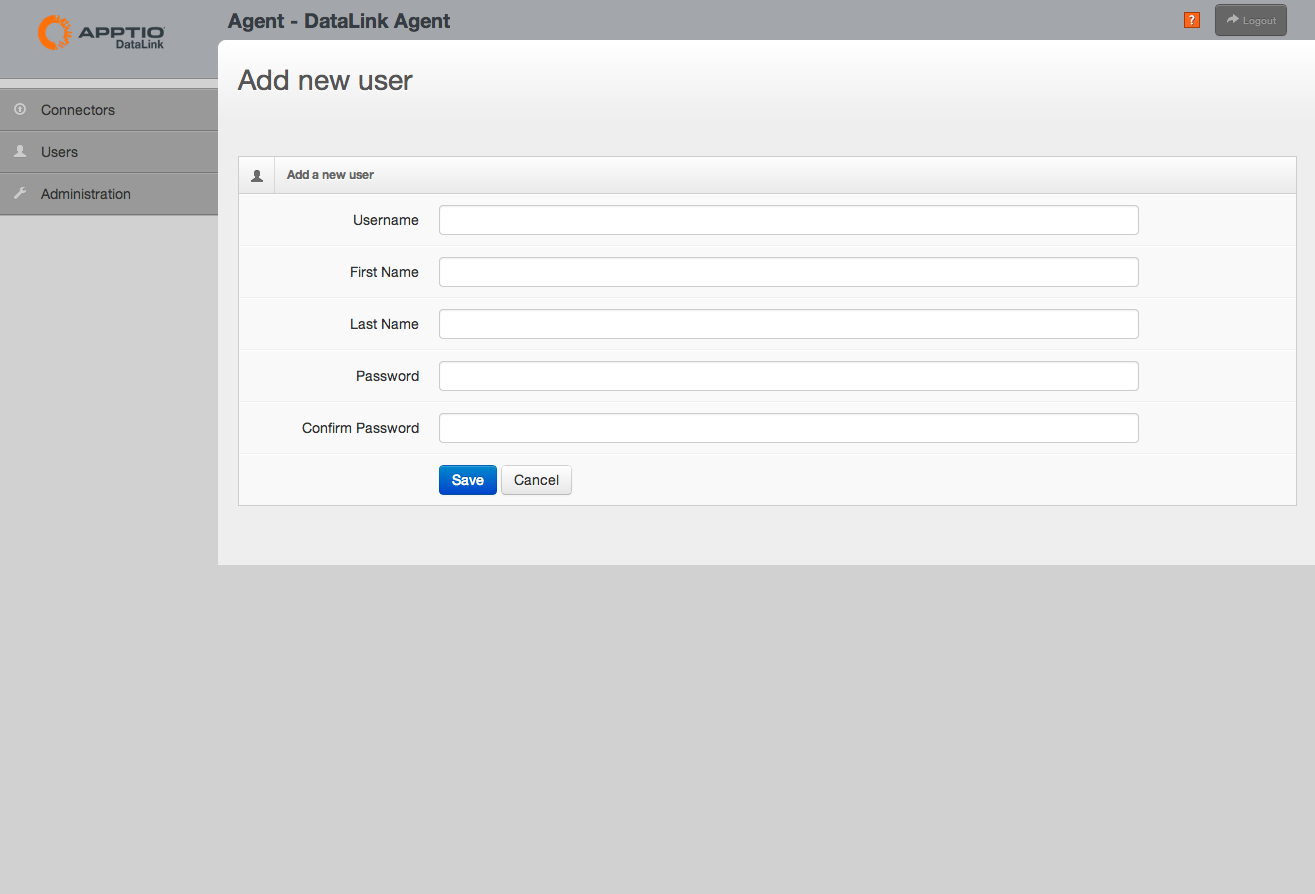 APPTIO
DataLink
Agent - DataLink Agent
?
Logout
Add new user
Connectors
Users
Administration
Add a new user
Username
First Name
Last Name
Password
Confirm Password
Save
Cancel